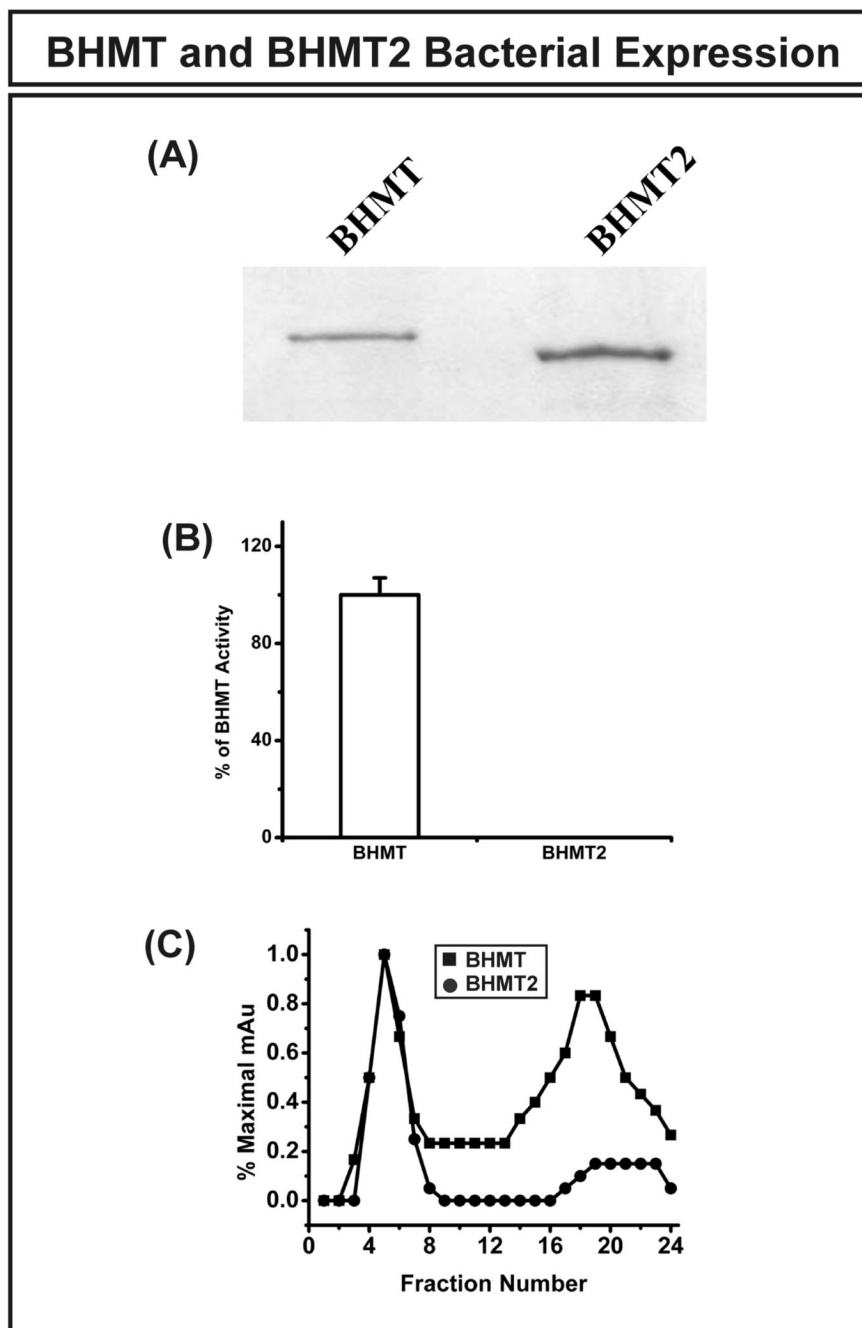 BHMT and BHMT2 Bacterial Expression
(A)
BHMT
BHMT2
(B)
% of BHMT Activity
120
80
40
0
BHMT
BHMT2
(C)
BHMT
BHMT2
% Maximal mAu
1.0
0.8
0.6
0.4
0.2
0.0
0 4 8 12 16 20 24
Fraction Number